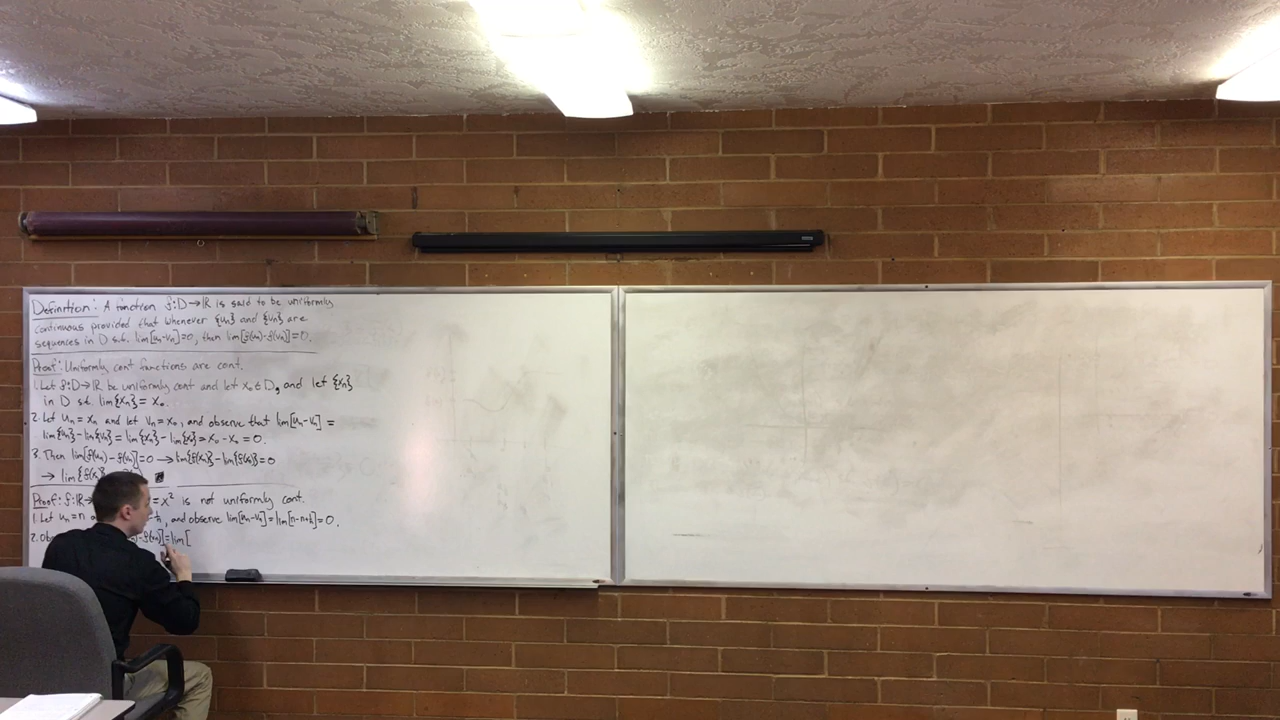 Definition: A function f:D→ℝ is said to be uniformly
continuous provided that whenever {uₙ} and {vₙ} are
sequences in D s.t. lim[uₙ-vₙ]=0, then lim[f(uₙ)-f(vₙ)]=0.
Proof: Uniformly cont functions are cont.
1. Let f:D→ℝ be uniformly cont and let x₀∈D, and let {xₙ}
in D s.t. lim{xₙ}= x₀.
2. Let uₙ=xₙ and let vₙ=x₀, and observe that lim[uₙ-vₙ] =
lim{uₙ}-lim{vₙ}= lim{xₙ}-lim{x₀}= x₀-x₀ = 0.
3. Then lim[f(uₙ)-f(vₙ)]=0 → lim{f(xₙ)}-lim{f(x₀)}=0
→ lim{f(xₙ)}
Proof: f:ℝ→ = x² is not uniformly cont.
1. Let uₙ=n and observe lim[uₙ-vₙ]=lim[n-n+1/n]=0.
2. -f(vₙ)]=lim[